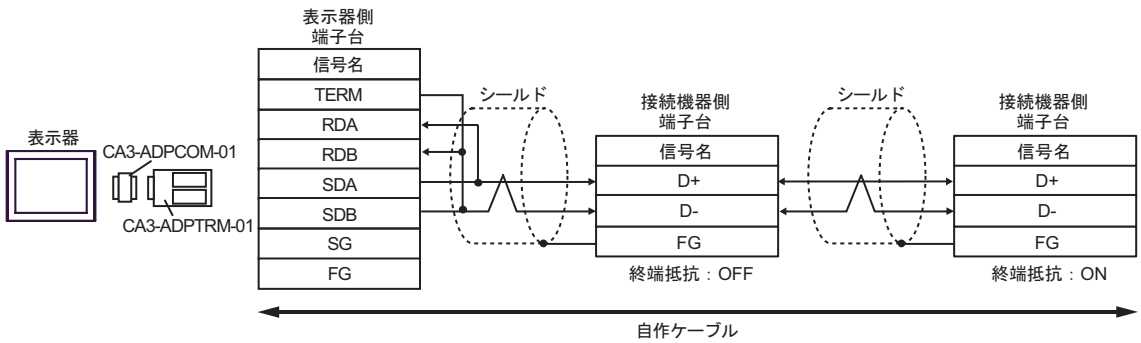 表示器
CA3-ADPCOM-01
CA3-ADPTRM-01
表示器側
端子台
信号名
TERM
RDA
RDB
SDA
SDB
SG
FG
シールド
接続機器側
端子台
信号名
D+
D-
FG
終端抵抗：OFF
シールド
接続機器側
端子台
信号名
D+
D-
FG
終端抵抗：ON
自作ケーブル